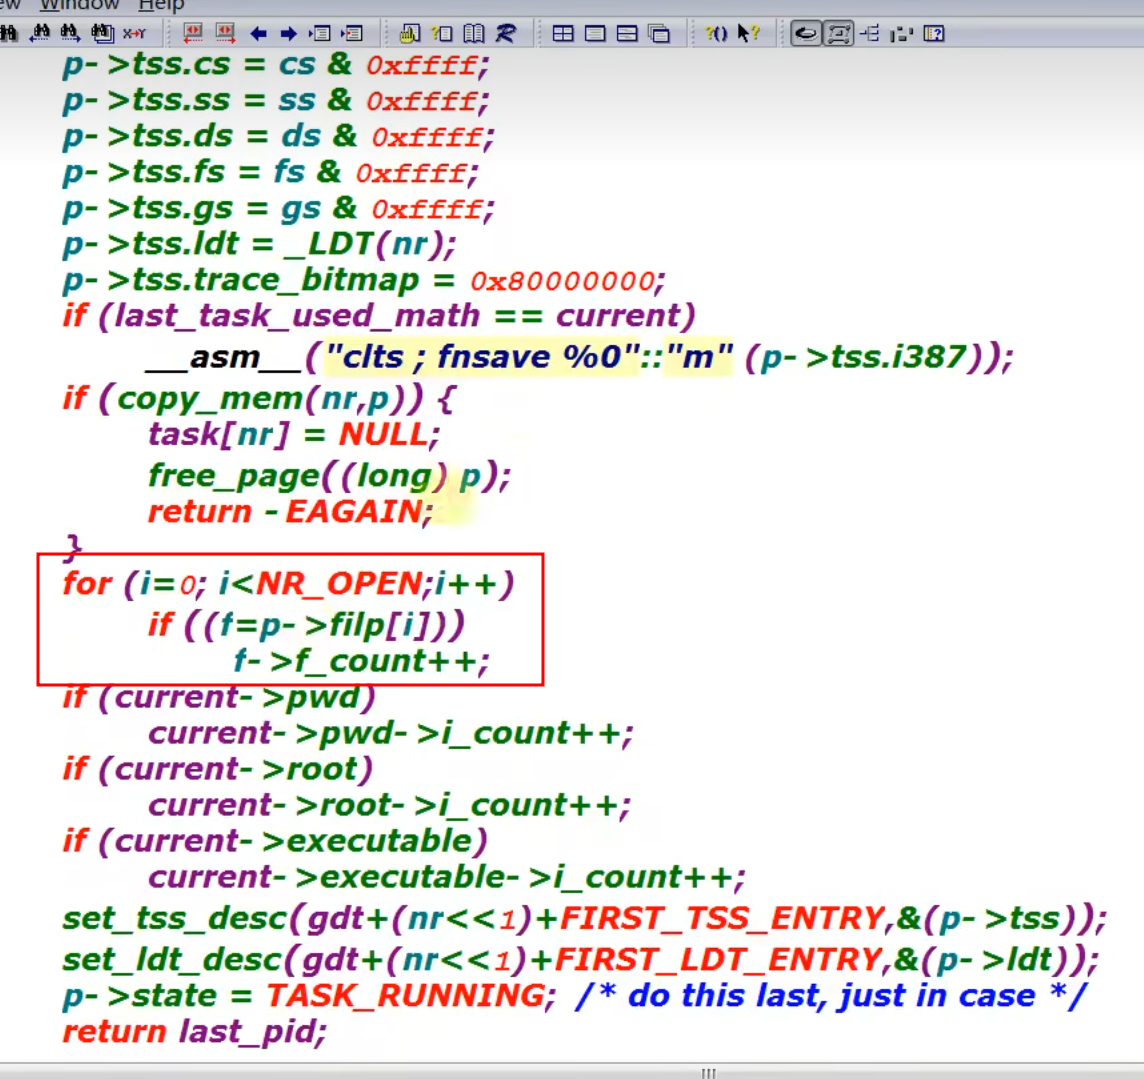 ew Window Help
p->tss.cs = cs & 0xffff;
p->tss.ss = ss & 0xffff;
p->tss.ds = ds & 0xffff;
p->tss.fs = fs & 0xffff;
p->tss.gs = gs & 0xffff;
p->tss.ldt = _LDT(nr);
p->tss.trace_bitmap = 0x80000000;
if (last_task_used_math == current)
__asm__("clts ; fnsave %0"::"m" (p->tss.i387));
if (copy_mem(nr,p)) {
task[nr] = NULL;
free_page((long) p);
return -EAGAIN;
}
for (i=0; i<NR_OPEN;i++)
if ((f=p->filp[i]))
f->f_count++;
if (current->pwd)
current->pwd->i_count++;
if (current->root)
current->root->i_count++;
if (current->executable)
current->executable->i_count++;
set_tss_desc(gdt+(nr<<1)+FIRST_TSS_ENTRY,&(p->tss));
set_ldt_desc(gdt+(nr<<1)+FIRST_LDT_ENTRY,&(p->ldt));
p->state = TASK_RUNNING; /* do this last, just in case */
return last_pid;